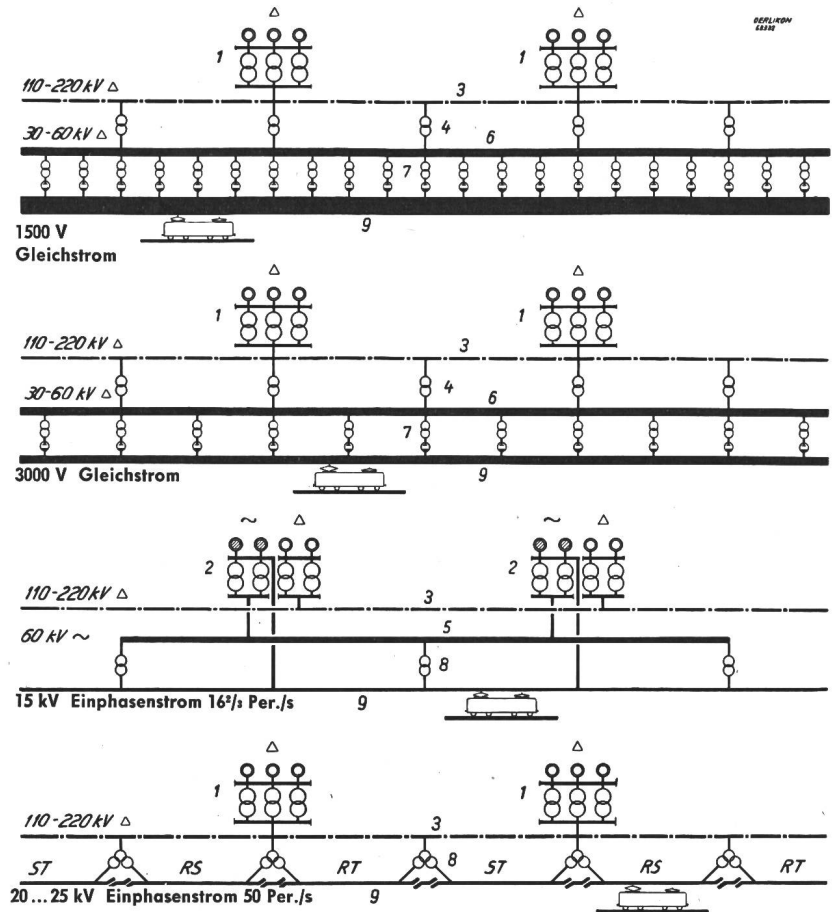 OERLIKON
△ △
1 1
110-220 kV △ 3
4
30-60 kV △ 6
7
9
1500 V
Gleichstrom
△ △
1 1
110-220 kV △ 3
4
30-60 kV △ 6
7
3000 V Gleichstrom 9
~ △ ~ △
2 2
110-220 kV △ 3
60 kV ~ 5
8
15 kV Einphasenstrom 16²/₃ Per./s 9
△ △
1 1
110-220 kV △ 3
ST RS RT 8 ST RS RT
20...25 kV Einphasenstrom 50 Per./s 9